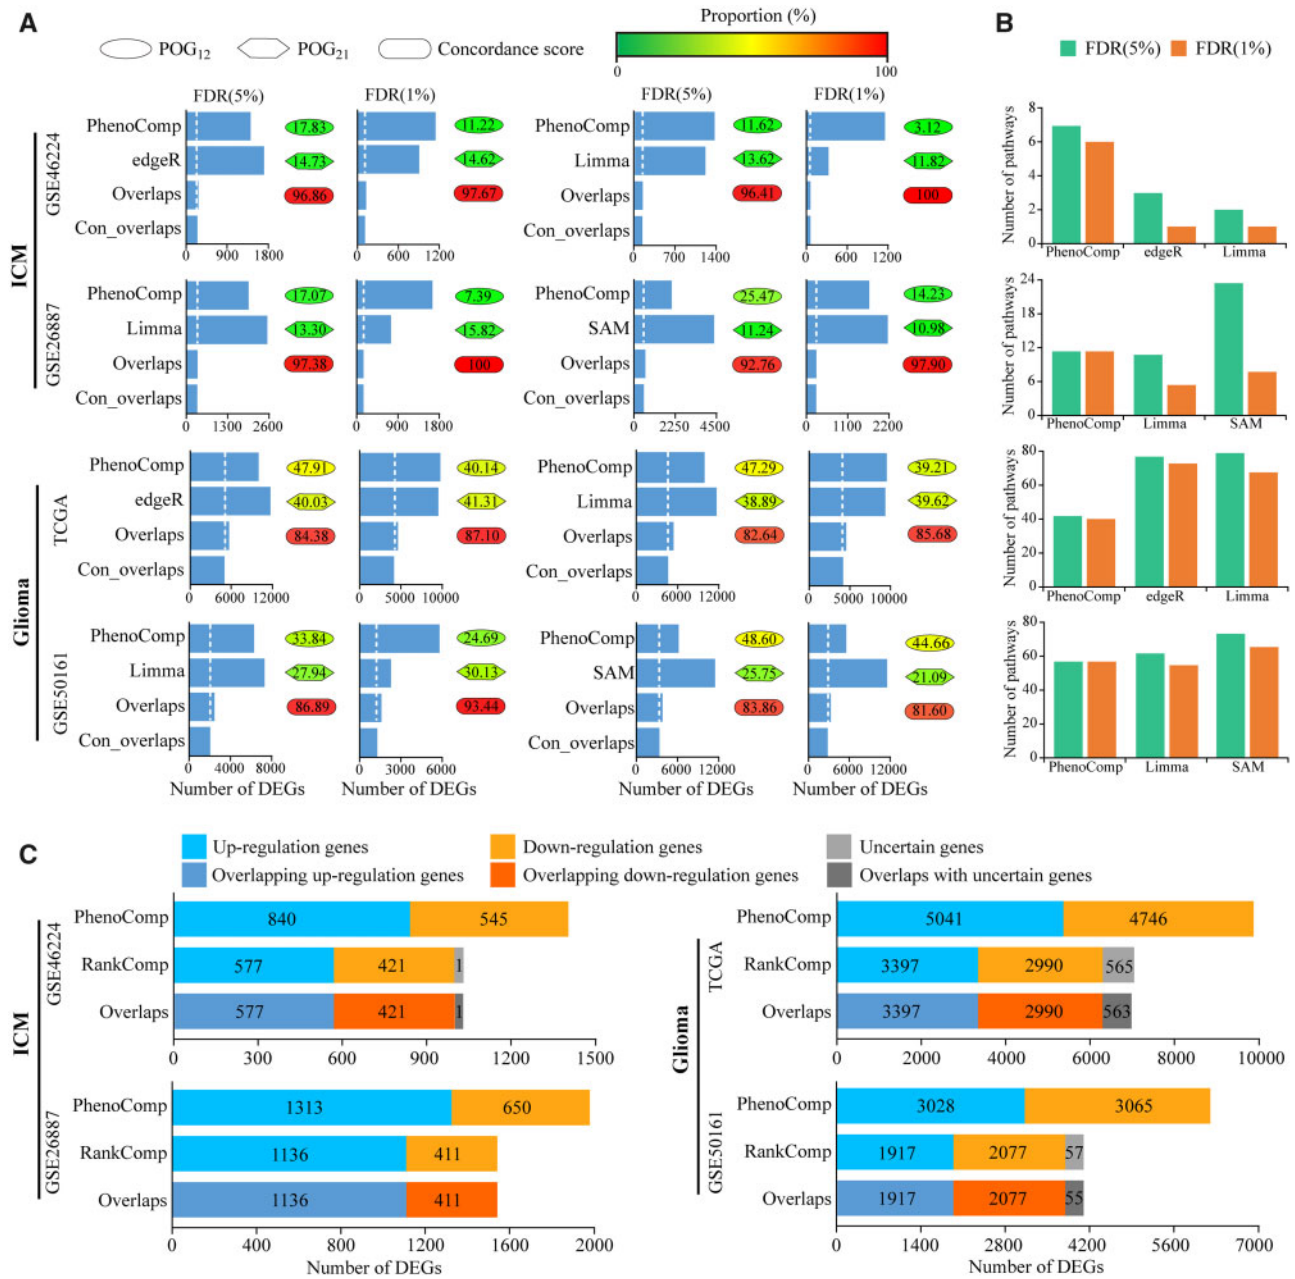 A
POG12
POG21
Concordance score
Proportion (%)
0
100
FDR(5%)
FDR(1%)
FDR(5%)
FDR(1%)
ICM
GSE46224
PhenoComp
17.83
11.22
edgeR
14.73
14.62
Overlaps
96.86
97.67
Con_overlaps
0
900
1800
0
600
1200
PhenoComp
11.62
3.12
Limma
13.62
11.82
Overlaps
96.41
100
Con_overlaps
0
700
1400
0
600
1200
GSE26887
PhenoComp
17.07
7.39
Limma
13.30
15.82
Overlaps
97.38
100
Con_overlaps
0
1300
2600
0
900
1800
PhenoComp
25.47
14.23
SAM
11.24
10.98
Overlaps
92.76
97.90
Con_overlaps
0
2250
4500
0
1100
2200
Glioma
TCGA
PhenoComp
47.91
40.14
edgeR
40.03
41.31
Overlaps
84.38
87.10
Con_overlaps
0
6000
12000
0
5000
10000
PhenoComp
47.29
39.21
Limma
38.89
39.62
Overlaps
82.64
85.68
Con_overlaps
0
6000
12000
0
5000
10000
GSE50161
PhenoComp
33.84
24.69
Limma
27.94
30.13
Overlaps
86.89
93.44
Con_overlaps
0
4000
8000
0
3000
6000
Number of DEGs
Number of DEGs
PhenoComp
48.60
44.66
SAM
25.75
21.09
Overlaps
83.86
81.60
Con_overlaps
0
6000
12000
0
6000
12000
Number of DEGs
Number of DEGs
B
FDR(5%)
FDR(1%)
Number of pathways
8
6
4
2
0
PhenoComp
edgeR
Limma
Number of pathways
24
12
6
0
PhenoComp
Limma
SAM
Number of pathways
80
60
40
20
0
PhenoComp
edgeR
Limma
Number of pathways
80
60
40
20
0
PhenoComp
Limma
SAM
C
Up-regulation genes
Down-regulation genes
Uncertain genes
Overlapping up-regulation genes
Overlapping down-regulation genes
Overlaps with uncertain genes
ICM
GSE46224
PhenoComp
840
545
RankComp
577
421
1
Overlaps
577
421
1
0
300
600
900
1200
1500
GSE26887
PhenoComp
1313
650
RankComp
1136
411
Overlaps
1136
411
0
400
800
1200
1600
2000
Number of DEGs
Glioma
TCGA
PhenoComp
5041
4746
RankComp
3397
2990
565
Overlaps
3397
2990
563
0
2000
4000
6000
8000
10000
GSE50161
PhenoComp
3028
3065
RankComp
1917
2077
57
Overlaps
1917
2077
55
0
1400
2800
4200
5600
7000
Number of DEGs